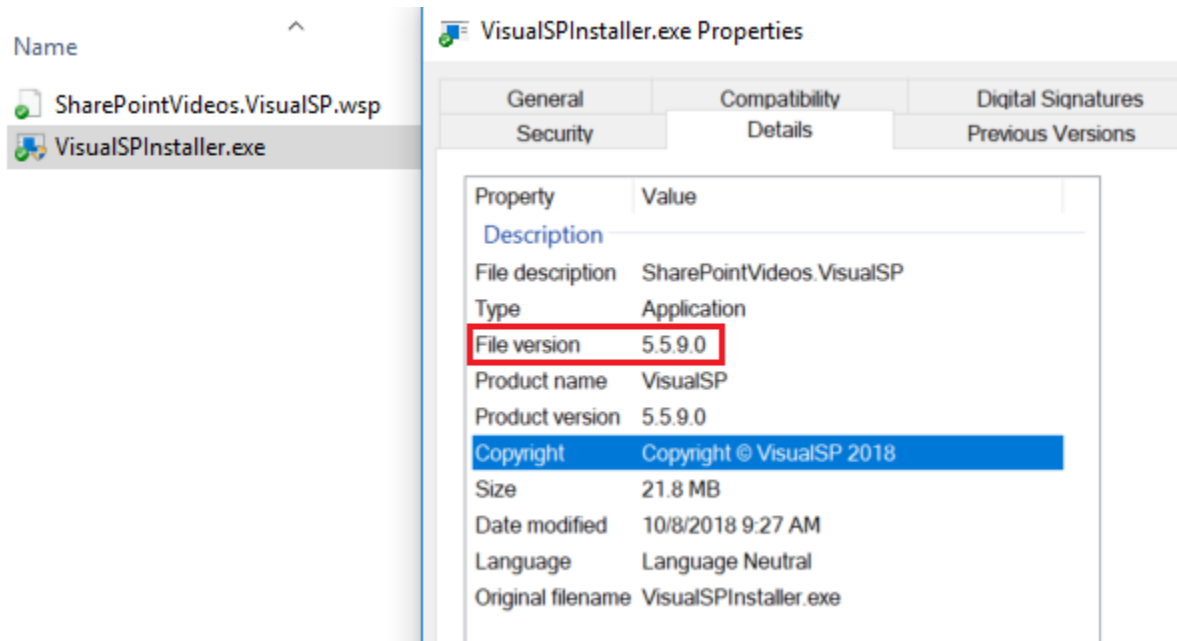 Name
SharePointVideos.VisualSP.wsp
VisualSPInstaller.exe
VisualSPInstaller.exe Properties
General Compatibility Digital Signatures
Security Details Previous Versions
Property Value
Description
File description SharePointVideos.VisualSP
Type Application
File version 5.5.9.0
Product name VisualSP
Product version 5.5.9.0
Copyright Copyright © VisualSP 2018
Size 21.8 MB
Date modified 10/8/2018 9:27 AM
Language Language Neutral
Original filename VisualSPInstaller.exe